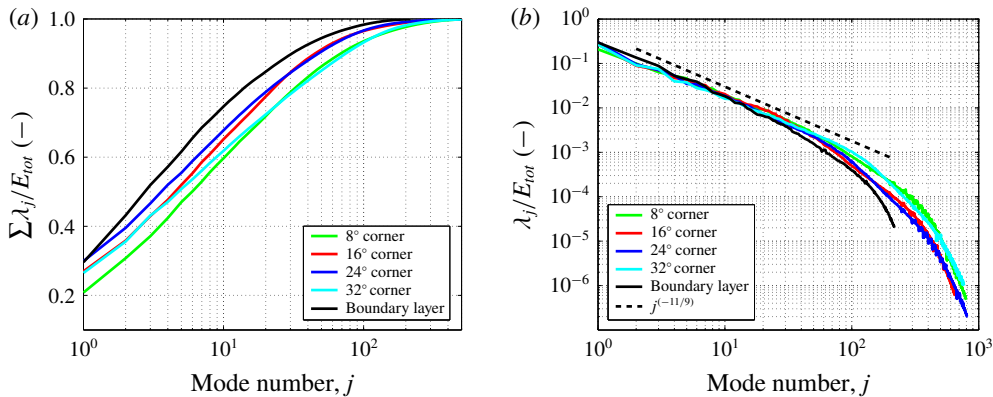 (a)
1.0
0.8
0.6
0.4
0.2
∑λj/Etot (–)
8° corner
16° corner
24° corner
32° corner
Boundary layer
10^0
10^1
10^2
Mode number, j
(b)
10^0
10^-1
10^-2
10^-3
10^-4
10^-5
10^-6
λj/Etot (–)
8° corner
16° corner
24° corner
32° corner
Boundary layer
j^(-11/9)
10^0
10^1
10^2
10^3
Mode number, j